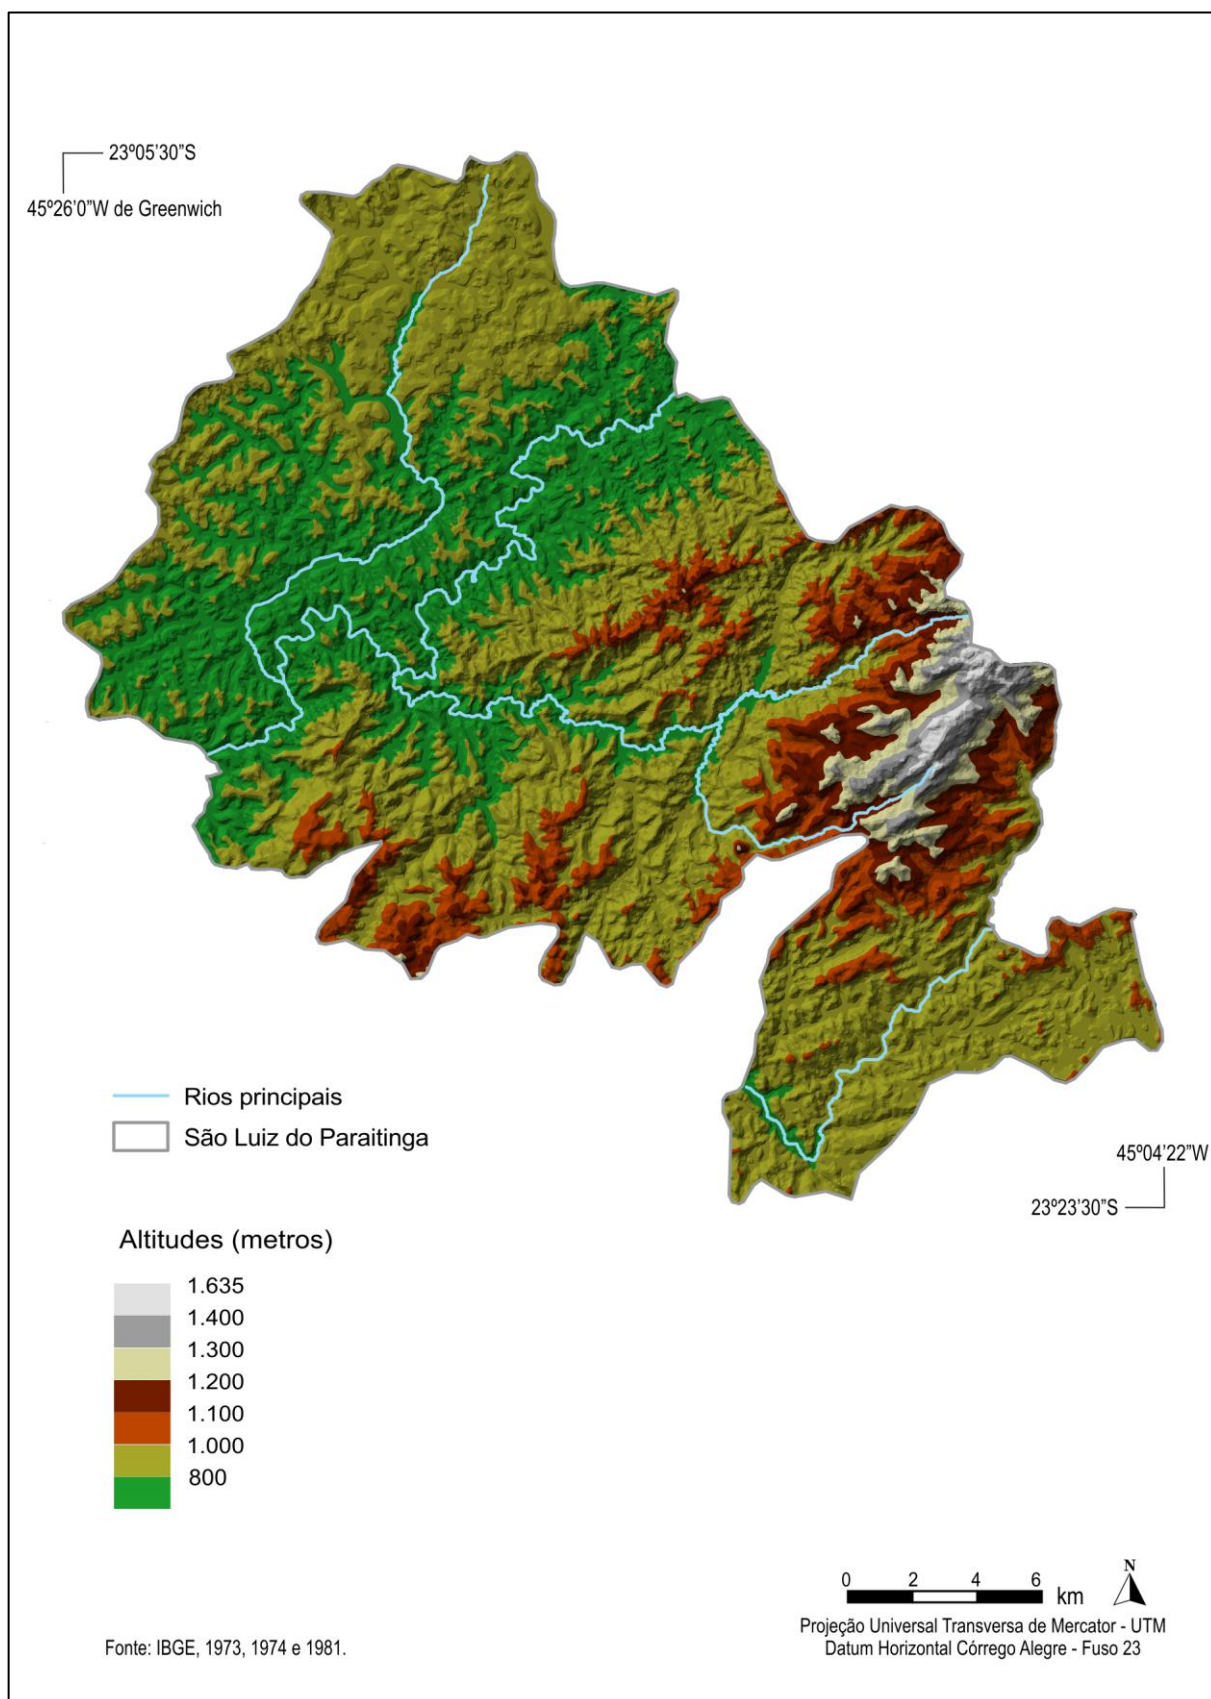 23º05'30"S
45º26'0"W de Greenwich
Rios principais
São Luiz do Paraitinga
45º04'22"W
23º23'30"S
Altitudes (metros)
1.635
1.400
1.300
1.200
1.100
1.000
800
0 2 4 6 km
N
Projeção Universal Transversa de Mercator - UTM
Datum Horizontal Córrego Alegre - Fuso 23
Fonte: IBGE, 1973, 1974 e 1981.